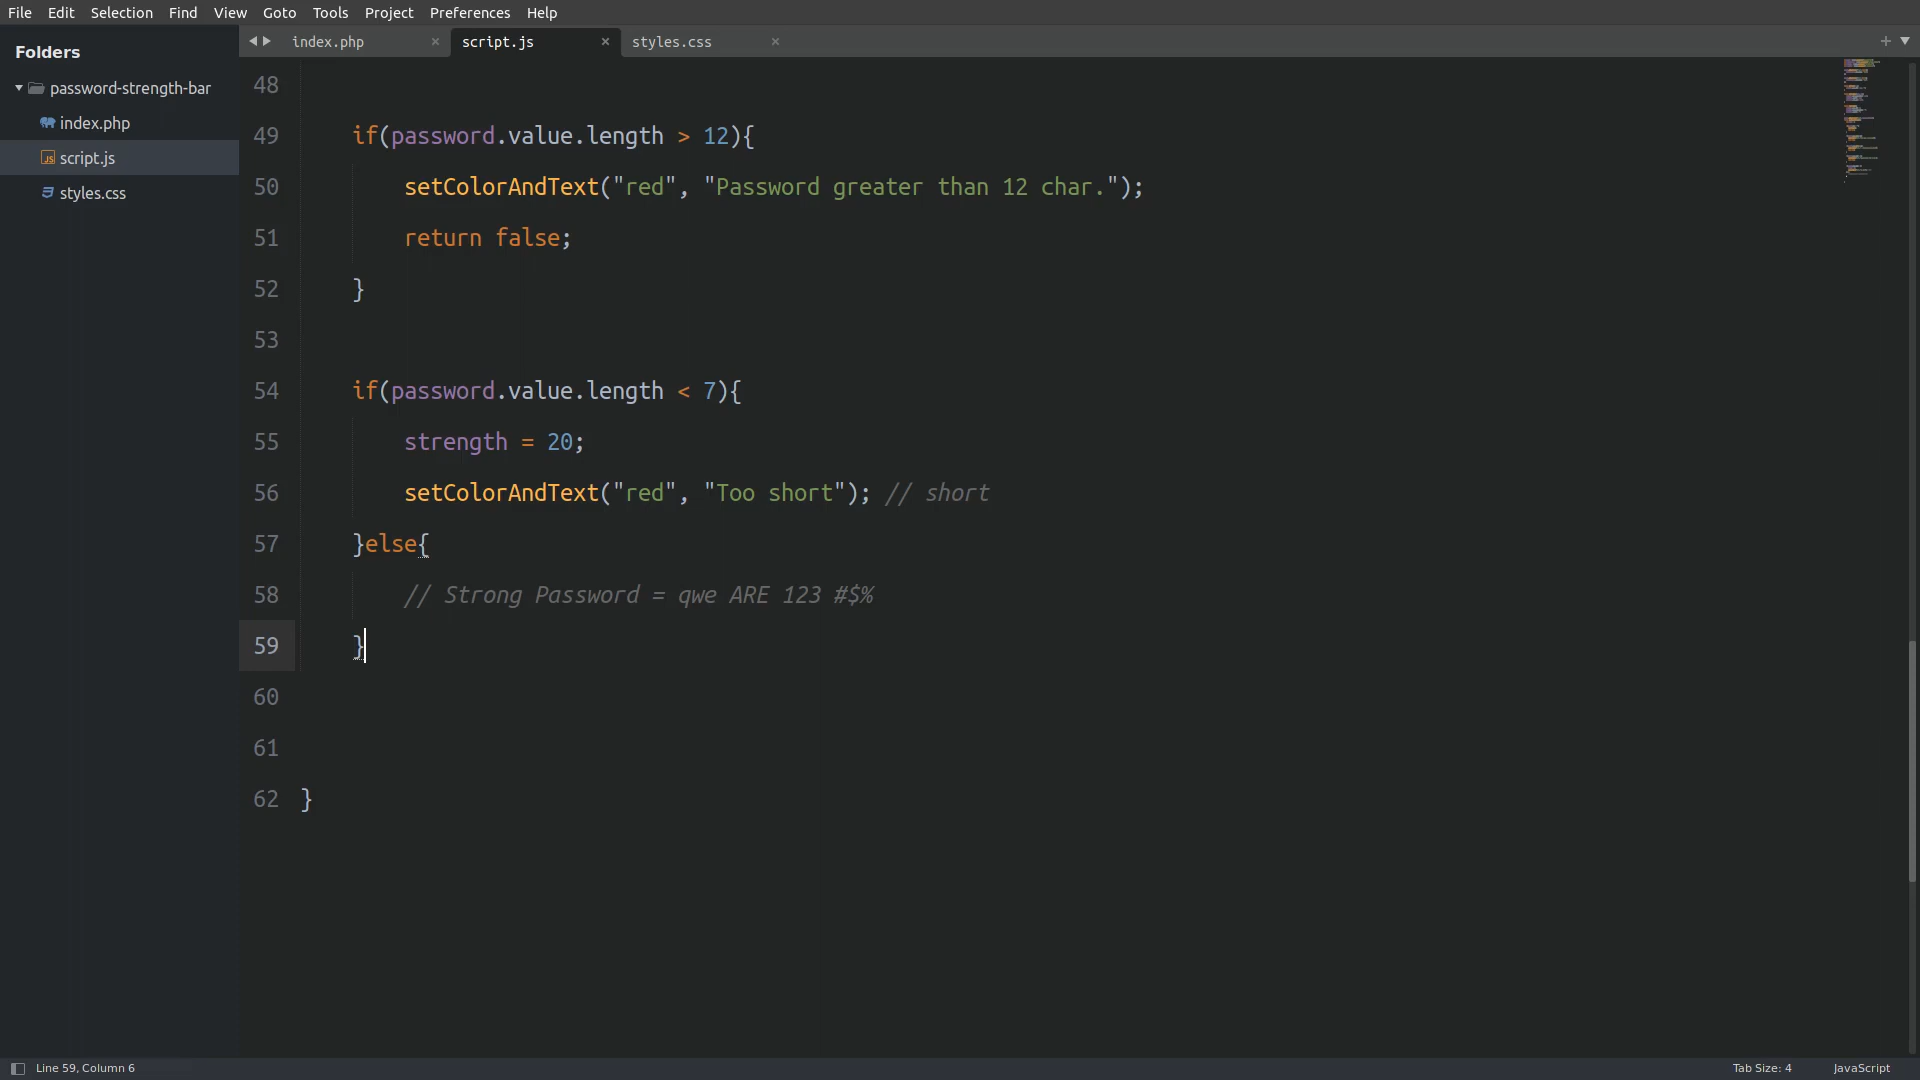 File Edit Selection Find View Goto Tools Project Preferences Help
Folders
password-strength-bar
index.php
script.js
styles.css
index.php × script.js × styles.css ×
48
49 if(password.value.length > 12){
50 setColorAndText("red", "Password greater than 12 char.");
51 return false;
52 }
53
54 if(password.value.length < 7){
55 strength = 20;
56 setColorAndText("red", "Too short"); // short
57 }else{
58 // Strong Password = qwe ARE 123 #$%
59 }
60
61
62 }
Line 59, Column 6
Tab Size: 4 JavaScript